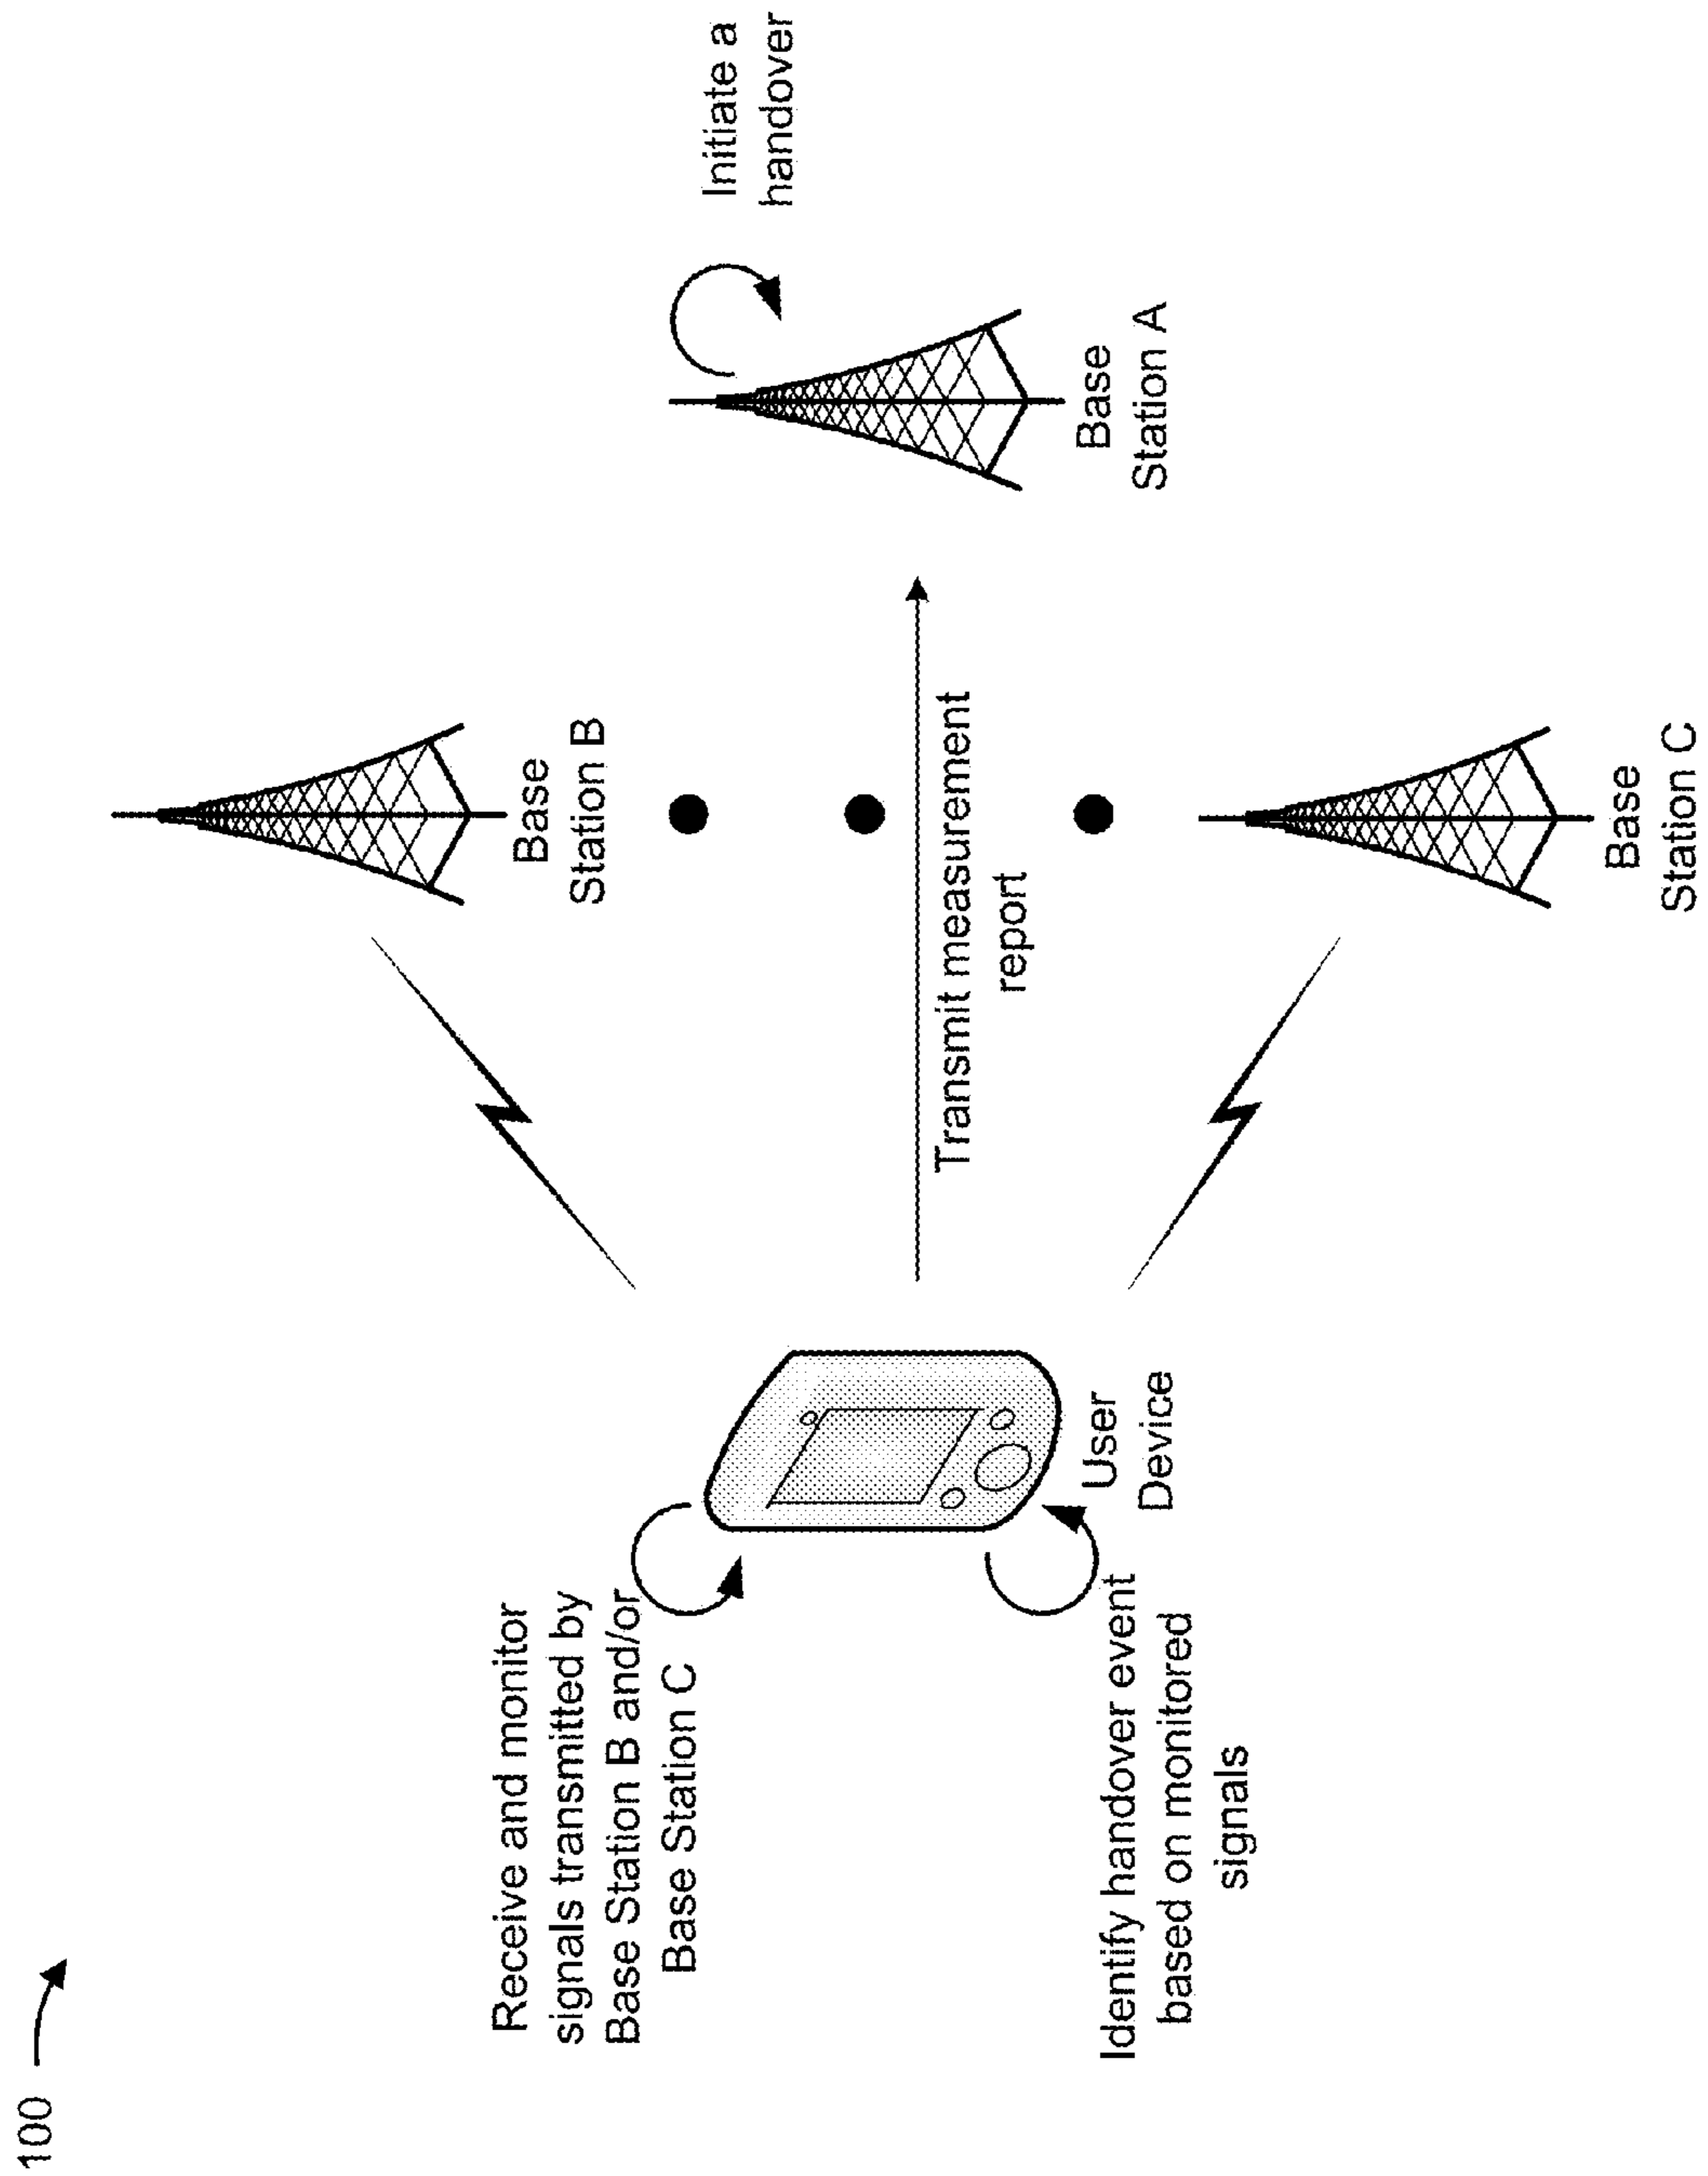 100
Receive and monitor
signals transmitted by
Base Station B and/or
Base Station C
Identify handover event
based on monitored
signals
User
Device
Transmit measurement
report
Base
Station B
Base
Station C
Base
Station A
Initiate a
handover